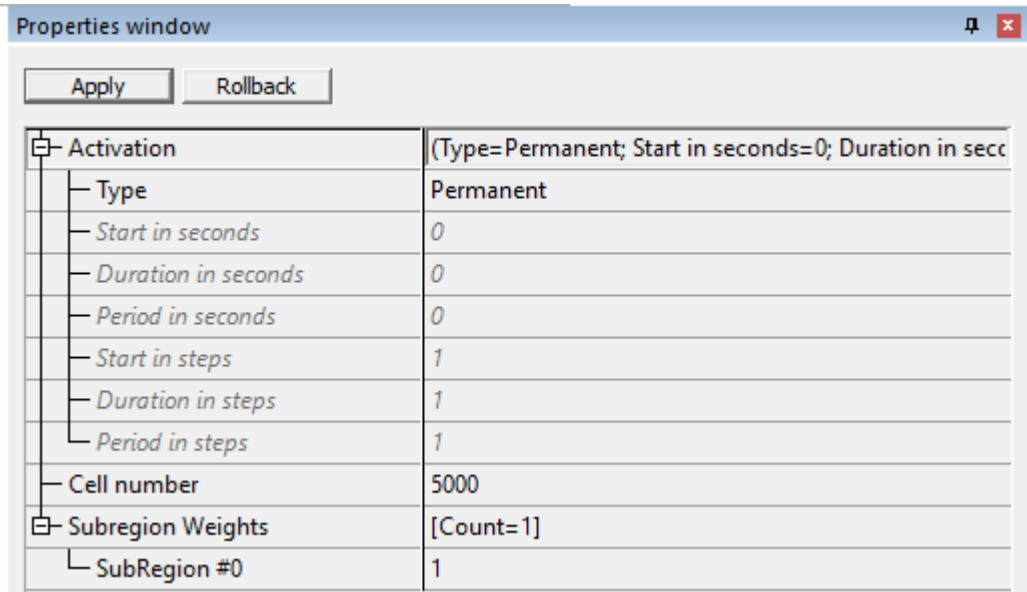 Properties window
Apply Rollback
Activation (Type=Permanent; Start in seconds=0; Duration in secc
Type Permanent
Start in seconds 0
Duration in seconds 0
Period in seconds 0
Start in steps 1
Duration in steps 1
Period in steps 1
Cell number 5000
Subregion Weights [Count=1]
SubRegion #0 1